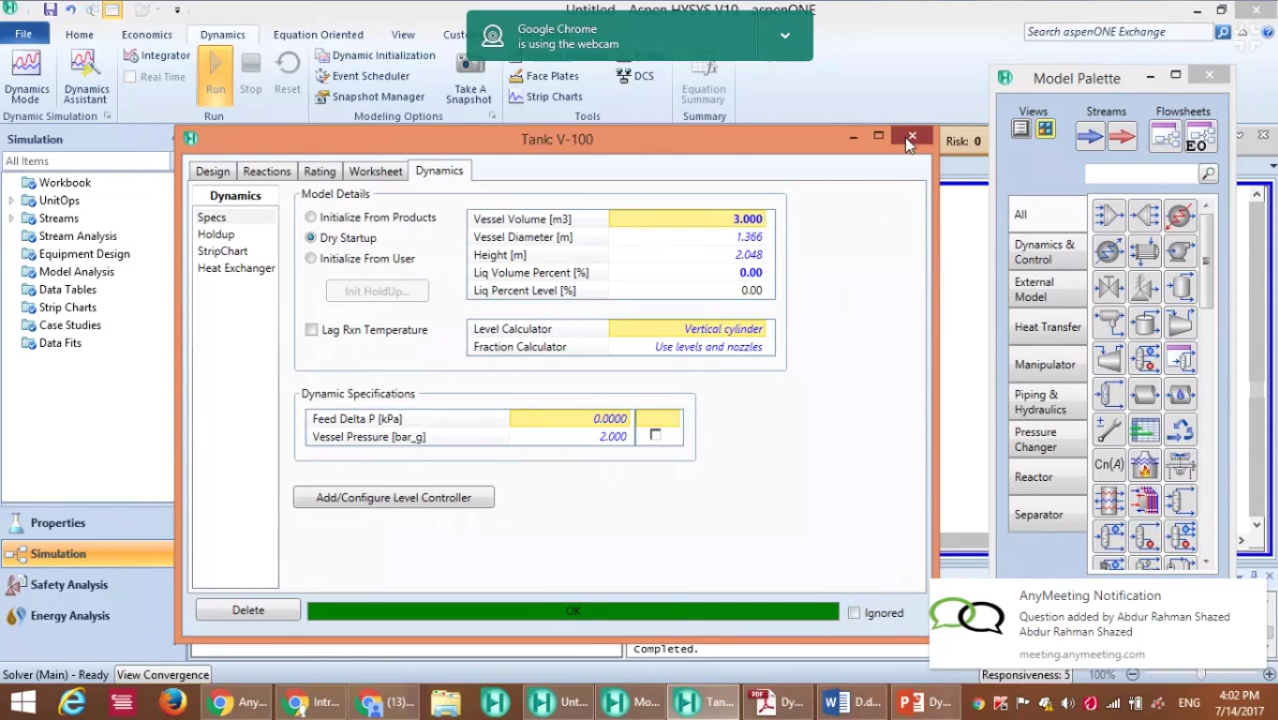 Untitled - Aspen HYSYS V10 - aspenONE
Google Chrome
is using the webcam
File
Home
Economics
Dynamics
Equation Oriented
View
Search aspenONE Exchange
Dynamics Mode
Dynamics Assistant
Integrator
Real Time
Run
Stop
Reset
Dynamic Initialization
Event Scheduler
Snapshot Manager
Take A Snapshot
Face Plates
DCS
Strip Charts
Equation Summary
Dynamic Simulation
Run
Modeling Options
Tools
Summary
Simulation
All Items
Workbook
UnitOps
Streams
Stream Analysis
Equipment Design
Model Analysis
Data Tables
Strip Charts
Case Studies
Data Fits
Properties
Simulation
Safety Analysis
Energy Analysis
Tank: V-100
Design
Reactions
Rating
Worksheet
Dynamics
Dynamics
Specs
Holdup
StripChart
Heat Exchanger
Model Details
Initialize From Products
Dry Startup
Initialize From User
Init HoldUp...
Lag Rxn Temperature
Vessel Volume [m3] 3.000
Vessel Diameter [m] 1.366
Height [m] 2.048
Liq Volume Percent [%] 0.00
Liq Percent Level [%] 0.00
Level Calculator Vertical cylinder
Fraction Calculator Use levels and nozzles
Dynamic Specifications
Feed Delta P [kPa] 0.0000
Vessel Pressure [bar_g] 2.000
Add/Configure Level Controller
Delete
OK
Ignored
Completed.
Risk: 0
Model Palette
Views
Streams
Flowsheets
EO
All
Dynamics & Control
External Model
Heat Transfer
Manipulator
Piping & Hydraulics
Pressure Changer
Reactor
Separator
Cn(A)
AnyMeeting Notification
Question added by Abdur Rahman Shazed
Abdur Rahman Shazed
meeting.anymeeting.com
Solver (Main) - Ready
View Convergence
Responsiveness: 5
100%
Any...
Intr...
(13)...
Unt...
Mo...
Tan...
Dy...
D.d...
Dy...
ENG
4:02 PM
7/14/2017